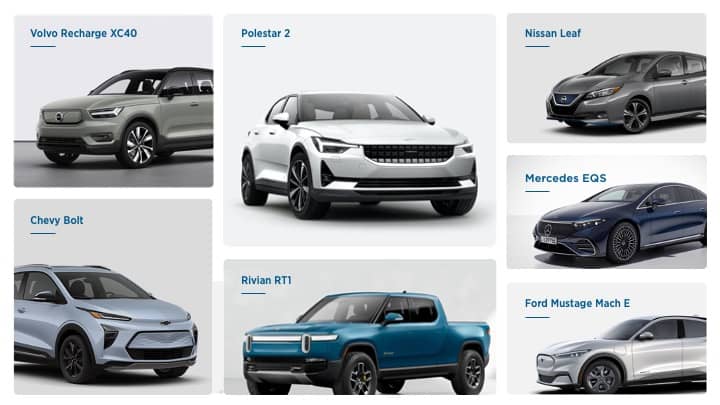 Volvo Recharge XC40
Polestar 2
Nissan Leaf
Mercedes EQS
Chevy Bolt
Rivian RT1
Ford Mustage Mach E